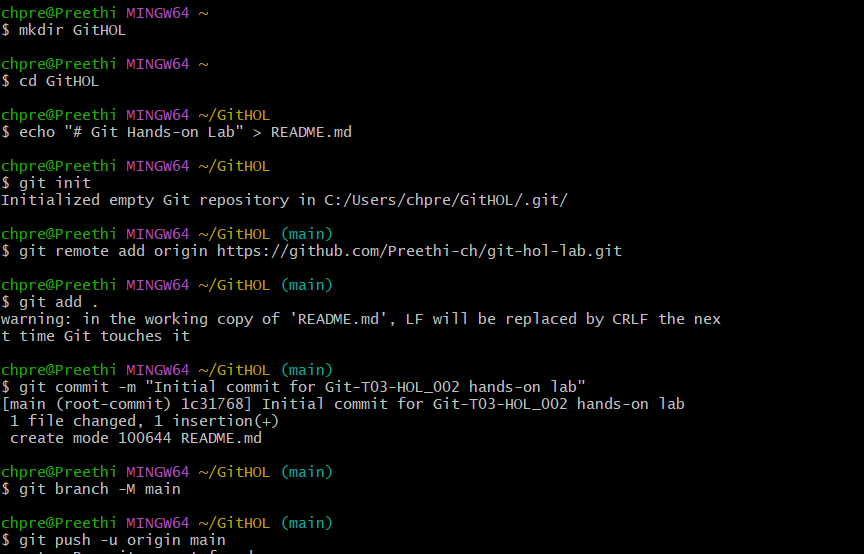 chpre@Preethi MINGW64 ~
$ mkdir GitHOL
chpre@Preethi MINGW64 ~
$ cd GitHOL
chpre@Preethi MINGW64 ~/GitHOL
$ echo "# Git Hands-on Lab" > README.md
chpre@Preethi MINGW64 ~/GitHOL
$ git init
Initialized empty Git repository in C:/Users/chpre/GitHOL/.git/
chpre@Preethi MINGW64 ~/GitHOL (main)
$ git remote add origin https://github.com/Preethi-ch/git-hol-lab.git
chpre@Preethi MINGW64 ~/GitHOL (main)
$ git add .
warning: in the working copy of 'README.md', LF will be replaced by CRLF the nex
t time Git touches it
chpre@Preethi MINGW64 ~/GitHOL (main)
$ git commit -m "Initial commit for Git-T03-HOL_002 hands-on lab"
[main (root-commit) 1c31768] Initial commit for Git-T03-HOL_002 hands-on lab
1 file changed, 1 insertion(+)
create mode 100644 README.md
chpre@Preethi MINGW64 ~/GitHOL (main)
$ git branch -M main
chpre@Preethi MINGW64 ~/GitHOL (main)
$ git push -u origin main